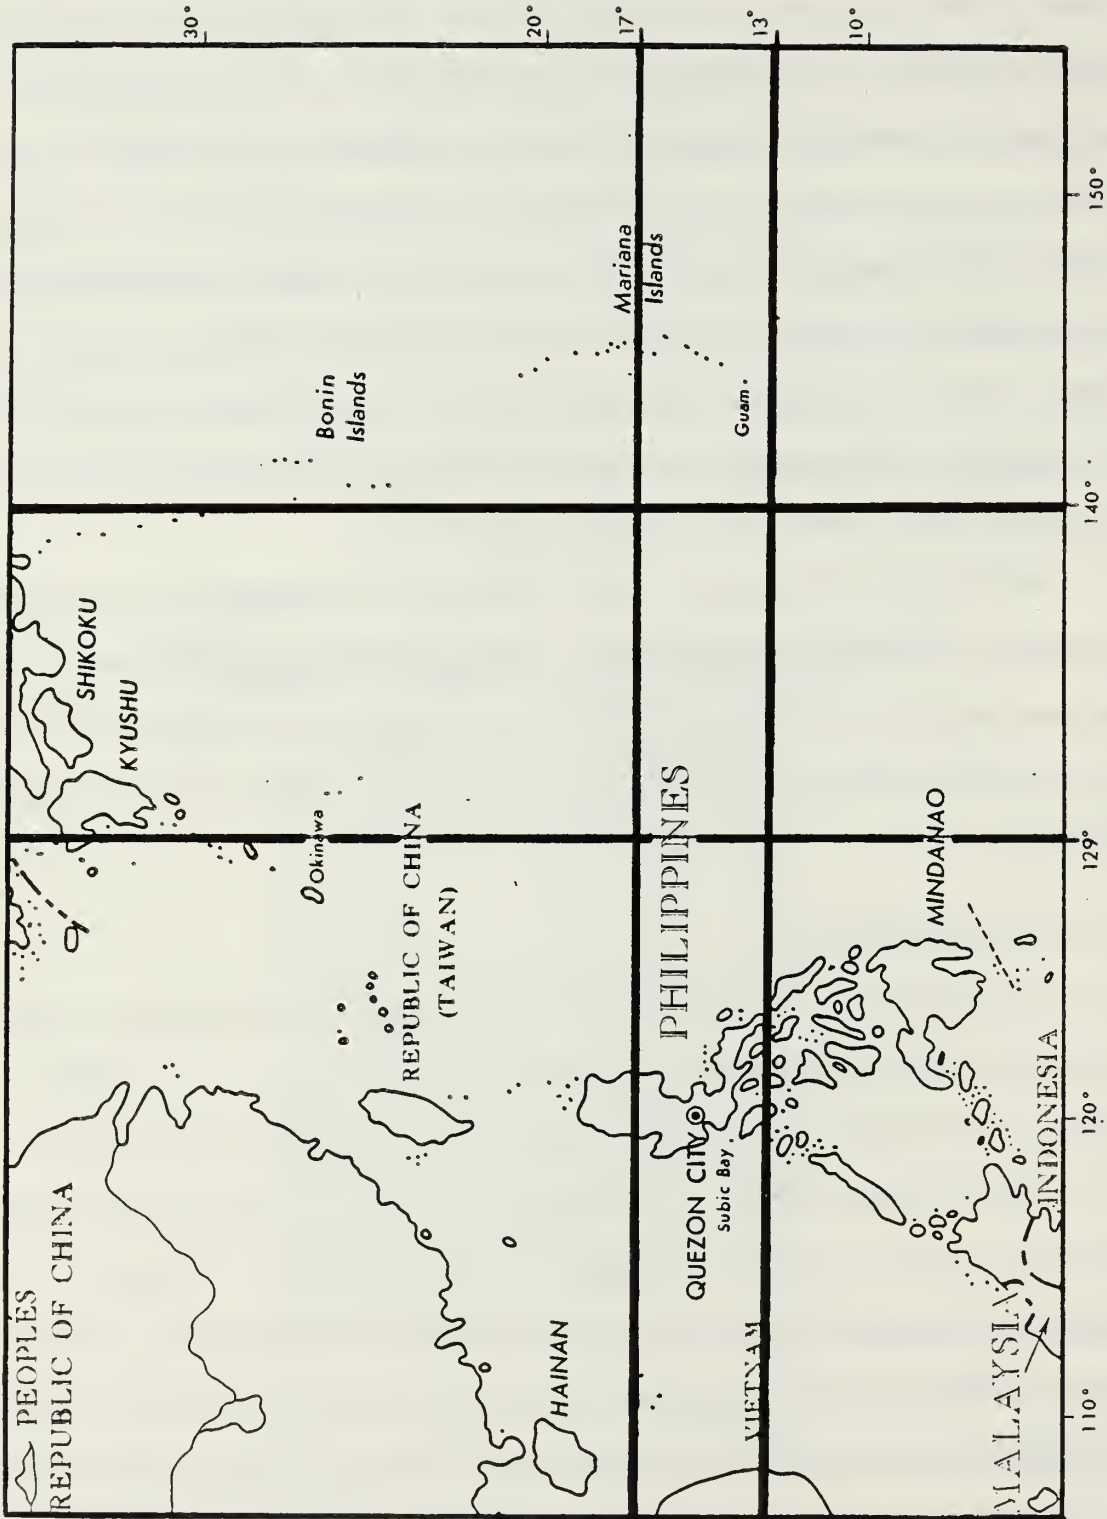 PEOPLES
REPUBLIC OF CHINA
SHIKOKU
KYUSHU
Okinawa
REPUBLIC OF CHINA
(TAIWAN)
HAINAN
Bonin
Islands
Mariana
Islands
Guam
PHILIPPINES
QUEZON CITY
Subic Bay
VIETNAM
MINDANAO
MALAYSIA
INDONESIA
30°
20°
17°
13°
10°
110°
120°
129°
140°
150°